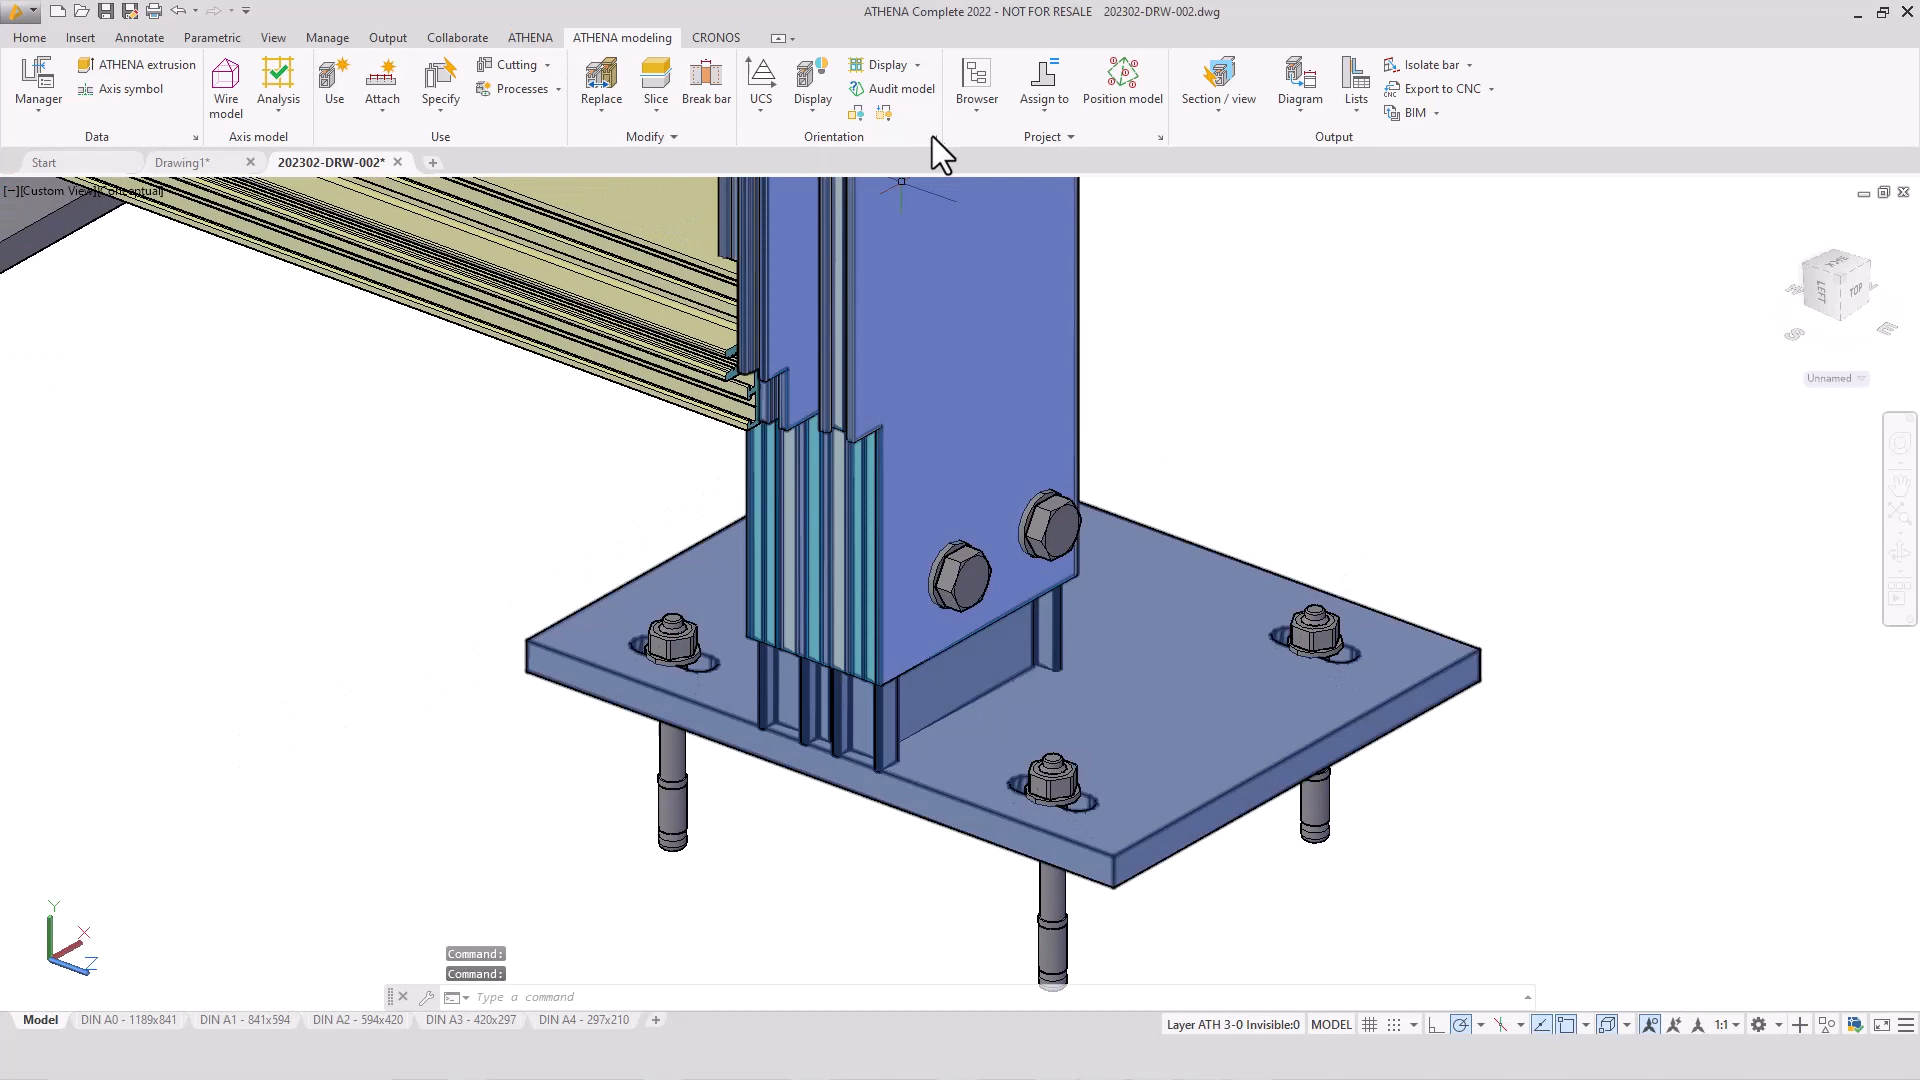 ATHENA Complete 2022 - NOT FOR RESALE 202302-DRW-002.dwg
Home Insert Annotate Parametric View Manage Output Collaborate ATHENA ATHENA modeling CRONOS
Manager
ATHENA extrusion
Axis symbol
Data
Wire model
Analysis
Axis model
Use
Attach
Specify
Cutting
Processes
Use
Replace
Slice
Break bar
Modify
UCS
Display
Display
Audit model
Orientation
Browser
Assign to
Position model
Project
Section / view
Diagram
Lists
Isolate bar
CNC Export to CNC
BIM
Output
Start Drawing1* 202302-DRW-002*
[−][Custom View][Conceptual]
LEFT TOP
S E
Unnamed
Y
X
Z
Command:
Command:
Type a command
Model DIN A0 - 1189x841 DIN A1 - 841x594 DIN A2 - 594x420 DIN A3 - 420x297 DIN A4 - 297x210
Layer ATH 3-0 Invisible:0 MODEL 1:1